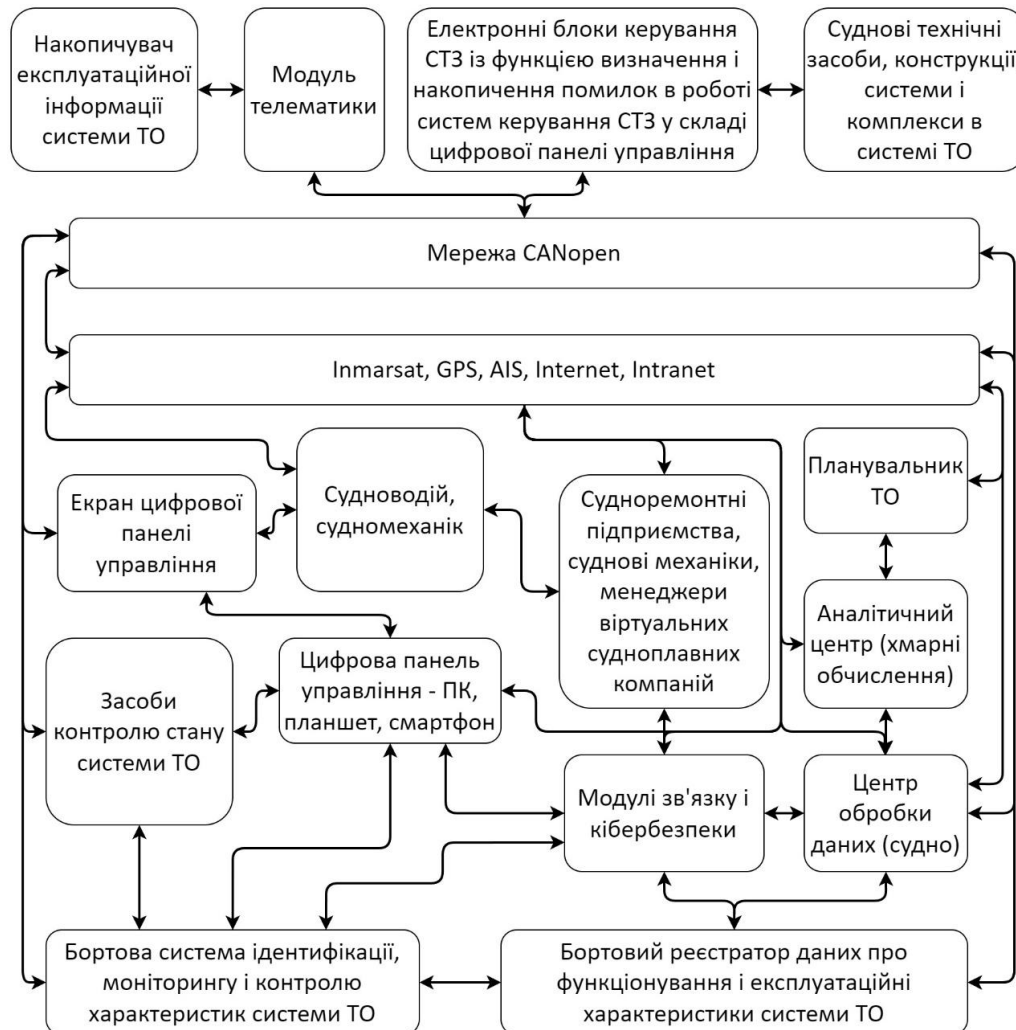 Накопичувач
експлуатаційної
інформації
системи ТО
Модуль
телематики
Електронні блоки керування
СТЗ із функцією визначення і
накопичення помилок в роботі
систем керування СТЗ у складі
цифрової панелі управління
Суднові технічні
засоби, конструкції
системи і
комплекси в
системі ТО
Мережа CANopen
Inmarsat, GPS, AIS, Internet, Intranet
Екран цифрової
панелі
управління
Судноводій,
судномеханік
Судноремонтні
підприємства,
суднові механіки,
менеджери
віртуальних
судноплавних
компаній
Планувальник
ТО
Аналітичний
центр (хмарні
обчислення)
Засоби
контролю стану
системи ТО
Цифрова панель
управління - ПК,
планшет, смартфон
Модулі зв'язку і
кібербезпеки
Центр
обробки
даних (судно)
Бортова система ідентифікації,
моніторингу і контролю
характеристик системи ТО
Бортовий реєстратор даних про
функціонування і експлуатаційні
характеристики системи ТО